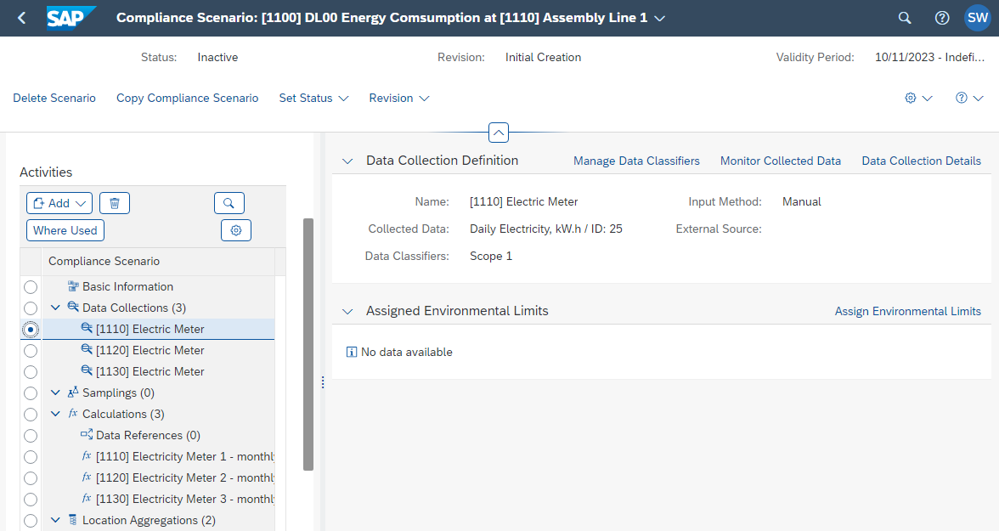 SAP Compliance Scenario: [1100] DL00 Energy Comsumption at [1110] Assembly Line 1 SW
Status: Inactive Revision: Initial Creation Validity Period: 10/11/2023 - Indefi...
Delete Scenario Copy Compliance Scenario Set Status Revision
Activities
Add
Where Used
Compliance Scenario
Basic Information
Data Collections (3)
[1110] Electric Meter
[1120] Electric Meter
[1130] Electric Meter
Samplings (0)
fx Calculations (3)
Data References (0)
fx [1110] Electricity Meter 1 - monthly
fx [1120] Electricity Meter 2 - monthly
fx [1130] Electricity Meter 3 - monthly
Location Aggregations (2)
Data Collection Definition Manage Data Classifiers Monitor Collected Data Data Collection Details
Name: [1110] Electric Meter Input Method: Manual
Collected Data: Daily Electricity, kW.h / ID: 25 External Source:
Data Classifiers: Scope 1
Assigned Environmental Limits Assign Environmental Limits
No data available